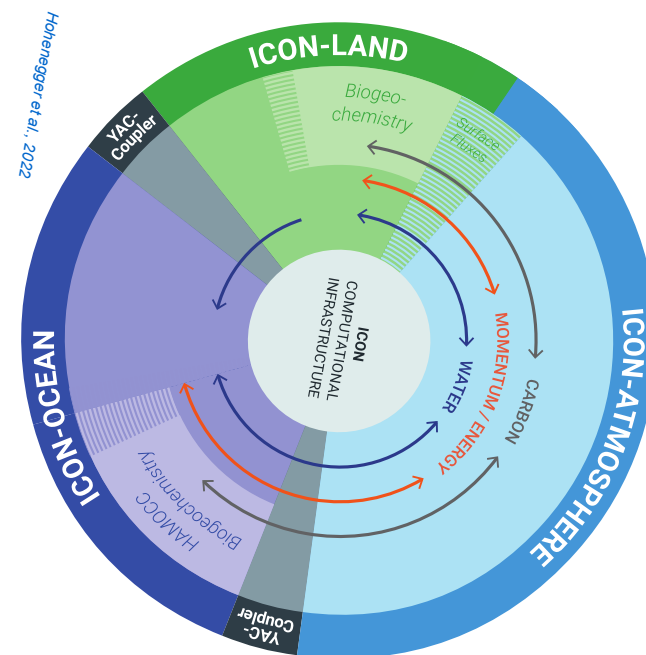 Hohenegger et al., 2022
ICON-LAND
YAC-
Coupler
Biogeo-
chemistry
Surface
Fluxes
ICON
COMPUTATIONAL
INFRASTRUCTURE
ICON-ATMOSPHERE
MOMENTUM / ENERGY
WATER
CARBON
ICON-OCEAN
HAMOCC
Biogeochemistry
YAC-
Coupler